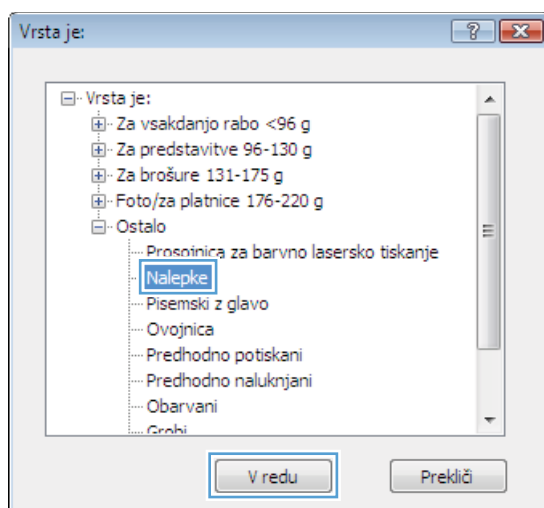 Vrsta je:
Vrsta je:
Za vsakdanjo rabo <96 g
Za predstavitve 96-130 g
Za brošure 131-175 g
Foto/za platnice 176-220 g
Ostalo
Prosojnica za barvno lasersko tiskanje
Nalepke
Pisemski z glavo
Ovojnica
Predhodno potiskani
Predhodno naluknjani
Obarvani
Grobi
V redu
Prekliči